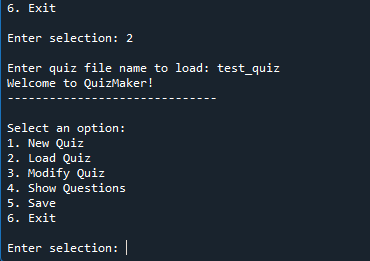 6. Exit
Enter selection: 2
Enter quiz file name to load: test_quiz
Welcome to QuizMaker!
------------------------------
Select an option:
1. New Quiz
2. Load Quiz
3. Modify Quiz
4. Show Questions
5. Save
6. Exit
Enter selection: